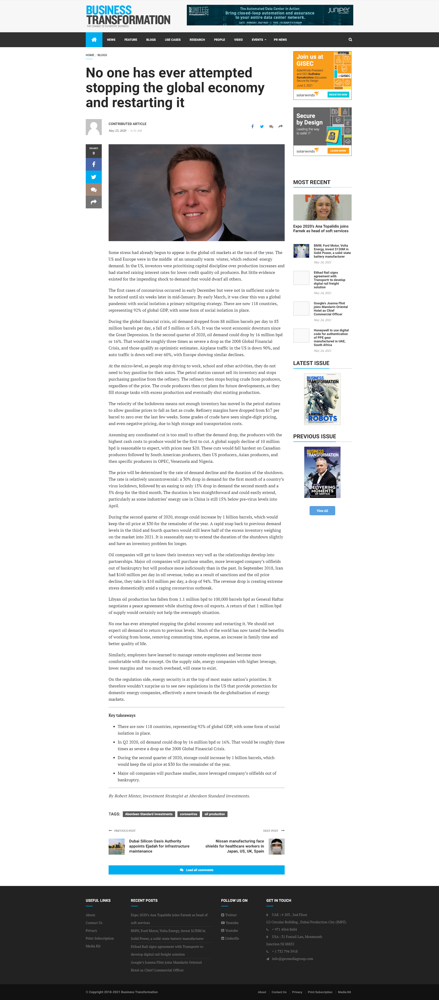 BUSINESS
TRANSFORMATION
THE CHANGE TO FUTURISTIC BUSINESS
GCF
UNITE
VirtualSummit
2021
The Automated Data Center in Action
Bring closed-loop automation and assurance
to your entire data center network.
DATE : MONDAY, 31ST MAY | TIME : 10:15AM TO 11:15AM
JUNIPER
NETWORKS
NEWS FEATURE BLOGS USE CASES RESEARCH PEOPLE VIDEO EVENTS PR NEWS
HOME / BLOGS
No one has ever attempted
stopping the global economy
and restarting it
CONTRIBUTED ARTICLE
May 23, 2020 - 6:51 AM
SHARES
0
Some stress had already begun to appear in the global oil markets at the turn of the year. The
US and Europe were in the middle of an unusually warm winter, which reduced energy
demand. In the US, investors were prioritising capital discipline over production increases and
had started raising interest rates for lower credit quality oil producers. But little evidence
existed for the impending shock to demand that would dwarf all others.
The first cases of coronavirus occurred in early December but were not in sufficient scale to
be noticed until six weeks later in mid-January. By early March, it was clear this was a global
pandemic with social isolation a primary mitigating strategy. There are now 118 countries,
representing 92% of global GDP, with some form of social isolation in place.
During the global financial crisis, oil demand dropped from 88 million barrels per day to 83
million barrels per day, a fall of 5 million or 5.6%. It was the worst economic downturn since
the Great Depression. In the second quarter of 2020, oil demand could drop by 16 million bpd
or 16%. That would be roughly three times as severe a drop as the 2008 Global Financial
Crisis, and those qualify as optimistic estimates. Airplane traffic in the US is down 90%, and
auto traffic is down well over 60%, with Europe showing similar declines.
At the micro-level, as people stop driving to work, school and other activities, they do not
need to buy gasoline for their autos. The petrol station cannot sell its inventory and stops
purchasing gasoline from the refinery. The refinery then stops buying crude from producers,
regardless of the price. The crude producers then cut plans for future developments, as they
fill storage tanks with excess production and eventually shut existing production.
The velocity of the lockdowns means not enough inventory has moved in the petrol stations
to allow gasoline prices to fall as fast as crude. Refinery margins have dropped from $17 per
barrel to zero over the last few weeks. Some grades of crude have seen single-digit pricing,
and even negative pricing, due to high storage and transportation costs.
Assuming any coordinated cut is too small to offset the demand drop, the producers with the
highest cash costs to produce would be the first to cut. A global supply decline of 10 million
bpd is reasonable to expect, with prices near $20. These cuts would fall hardest on Canadian
producers followed by South American producers, then US producers, Asian producers, and
then specific producers in OPEC, Venezuela and Nigeria.
The price will be determined by the rate of demand decline and the duration of the shutdown.
The rate is relatively uncontroversial: a 30% drop in demand for the first month of a country's
virus lockdown, followed by an easing to only 15% drop in demand the second month and a
5% drop for the third month. The duration is less straightforward and could easily extend,
particularly as some industries' energy use in China is still 15% below pre-virus levels into
April.
During the second quarter of 2020, storage could increase by 1 billion barrels, which would
keep the oil price at $30 for the remainder of the year. A rapid snap back to previous demand
levels in the third and fourth quarters would still leave half of the excess inventory weighing
on the market into 2021. It is reasonably easy to extend the duration of the shutdown slightly
and have an inventory problem for longer.
Oil companies will get to know their investors very well as the relationships develop into
partnerships. Major oil companies will purchase smaller, more leveraged company's oilfields
out of bankruptcy but will produce more judiciously than in the past. In September 2018, Iran
had $160 million per day in oil revenue, today as a result of sanctions and the oil price
decline, they take in $10 million per day, a drop of 94%. The revenue drop is creating extreme
stress domestically amid a raging coronavirus outbreak.
Libyan oil production has fallen from 1.1 million bpd to 100,000 barrels bpd as General Haftar
negotiates a peace agreement while shutting down oil exports. A return of that 1 million bpd
of supply would certainly not help the oversupply situation.
No one has ever attempted stopping the global economy and restarting it. We should not
expect oil demand to return to previous levels. Much of the world has now tasted the benefits
of working from home, removing commuting time, expense, an increase in family time and
better quality of life.
Similarly, employers have learned to manage remote employees and become more
comfortable with the concept. On the supply side, energy companies with higher leverage,
lower margins and too much overhead, will cease to exist.
On the regulation side, energy security is at the top of most major nation's priorities. It
therefore wouldn't surprise us to see new regulations in the US that provide protection for
domestic energy companies, effectively a move towards the de-globalisation of energy
markets.
Key takeaways
• There are now 118 countries, representing 92% of global GDP, with some form of social
isolation in place.
• In Q2 2020, oil demand could drop by 16 million bpd or 16%. That would be roughly three
times as severe a drop as the 2008 Global Financial Crisis.
• During the second quarter of 2020, storage could increase by 1 billion barrels, which
would keep the oil price at $30 for the remainder of the year.
• Major oil companies will purchase smaller, more leveraged company's oilfields out of
bankruptcy.
By Robert Minter, Investment Strategist at Aberdeen Standard Investments.
TAGS: Aberdeen Standard Investments coronavirus oil production
PREVIOUS POST
Dubai Silicon Oasis Authority
appoints Ejadah for infrastructure
maintenance
NEXT POST
Nissan manufacturing face
shields for healthcare workers in
Japan, US, UK, Spain
Load all comments
Join us at
GISEC
SolarWinds President
and CEO Sudhakar
Ramakrishna discusses
Secure By Design
June 2, 2021
GISEC
solarwinds
REGISTER NOW
Secure
by Design
Leading the way
to safer IT
solarwinds
LEARN MORE
MOST RECENT
Expo 2020's Ana Topalidis joins
Farnek as head of soft services
BMW, Ford Motor, Volta
Energy, invest $130M in
Solid Power, a solid-state
battery manufacturer
May 24, 2021
Etihad Rail signs
agreement with
Transportr to develop
digital rail freight
solution
May 24, 2021
Google's Joanna Flint
joins Mandarin Oriental
Hotel as Chief
Commercial Officer
May 24, 2021
Honeywell to use digital
code for authentication
of PPE gear
manufactured in UAE,
South Africa
May 24, 2021
LATEST ISSUE
BUSINESS
TRANSFORMATION
ARRIVAL OF THE
ROBOTS
PREVIOUS ISSUE
BUSINESS
TRANSFORMATION
DELIVERING
MOMENTS
OF SERVICE
View All
USEFUL LINKS
About
Contact Us
Privacy
Print Subscription
Media Kit
RECENT POSTS
Expo 2020's Ana Topalidis joins Farnek as head of
soft services
BMW, Ford Motor, Volta Energy, invest $130M in
Solid Power, a solid-state battery manufacturer
Etihad Rail signs agreement with Transportr to
develop digital rail freight solution
Google's Joanna Flint joins Mandarin Oriental
Hotel as Chief Commercial Officer
FOLLOW US ON
Twitter
Youtube
Youtube
LinkedIn
GET IN TOUCH
UAE : # 203 , 2nd Floor
G2 Circular Building , Dubai Production City (IMPZ)
+ 971 4564 8684
USA : 31 Foxtail Lan, Monmouth
Junction NJ 08852
+ 1 732 794 5918
info@gecmediagroup.com
© Copyright 2018-2021 Business Transformation
About Contact Us Privacy Print Subscription Media Kit